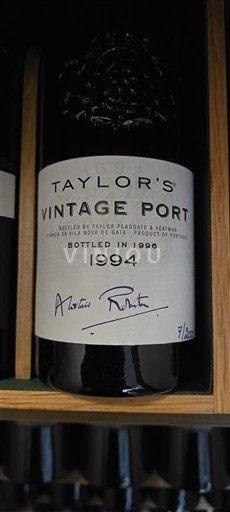 TAYLOR'S
VINTAGE PORT
BOTTLED BY TAYLOR FLADGATE & YEATMAN
VINHOS SA VILA NOVA DE GAIA · PRODUCT OF PORTUGAL
BOTTLED IN 1996
VINIOU
1994